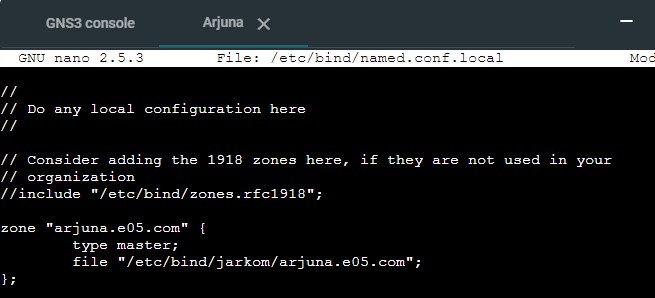 GNS3 console
Arjuna
GNU nano 2.5.3 File: /etc/bind/named.conf.local Mod
//
// Do any local configuration here
//
// Consider adding the 1918 zones here, if they are not used in your
// organization
//include "/etc/bind/zones.rfc1918";
zone "arjuna.e05.com" {
type master;
file "/etc/bind/jarkom/arjuna.e05.com";
};